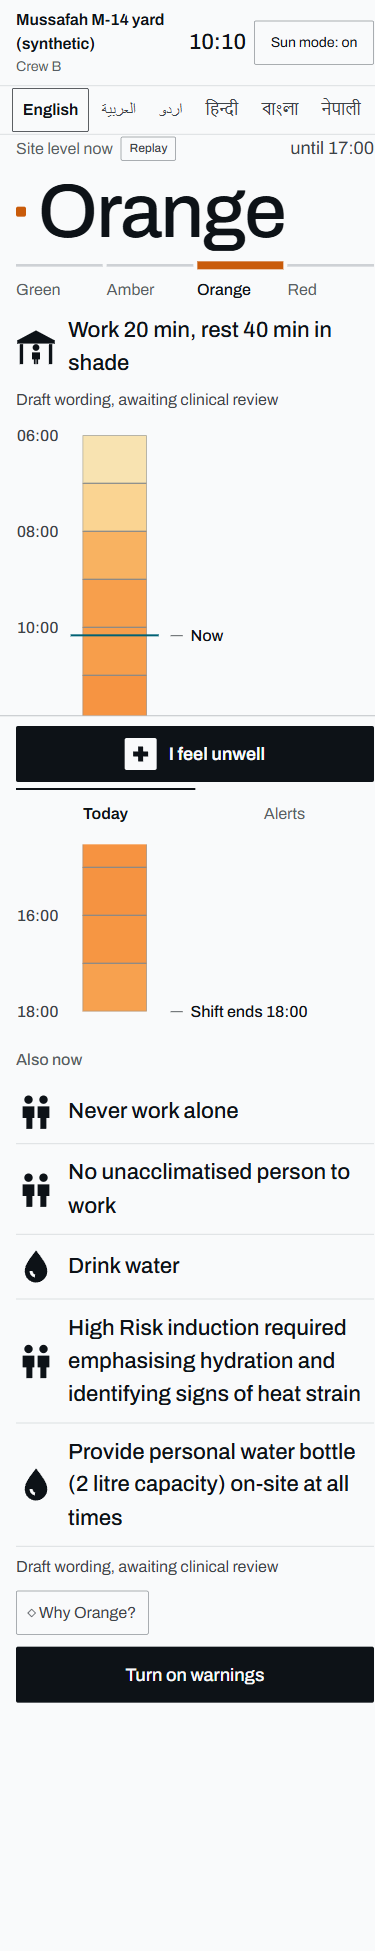 Mussafah M-14 yard
(synthetic)
Crew B
10:10
Sun mode: on
English
العربية
اردو
हिन्दी
বাংলা
नेपाली
Site level now
Replay
until 17:00
Orange
Green
Amber
Orange
Red
Work 20 min, rest 40 min in
shade
Draft wording, awaiting clinical review
06:00
08:00
10:00
Now
I feel unwell
Today
Alerts
16:00
18:00
Shift ends 18:00
Also now
Never work alone
No unacclimatised person to
work
Drink water
High Risk induction required
emphasising hydration and
identifying signs of heat strain
Provide personal water bottle
(2 litre capacity) on-site at all
times
Draft wording, awaiting clinical review
Why Orange?
Turn on warnings